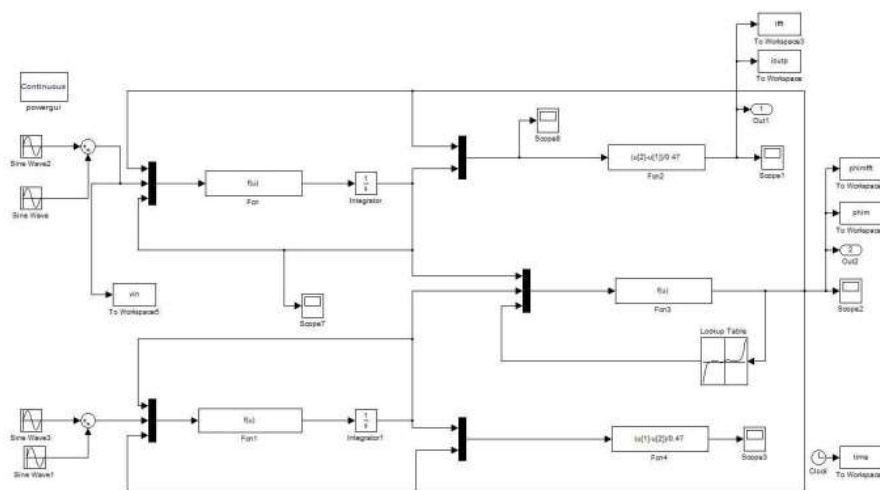 ifft
To Workspace3
ioutp
To Workspace
Continuous
powergui
1
Out1
Scope8
Sine Wave2
(u[2]-u[1])/0.47
Fcn2
Scope1
phimfft
To Workspace
f(u)
Fcn
1
s
Integrator
Sine Wave
phim
To Workspace
2
Out2
vin
To Workspace5
Scope7
f(u)
Fcn3
Scope2
Lookup Table
Sine Wave3
f(u)
Fcn1
1
s
Integrator1
(u[1]-u[2])/0.47
Fcn4
Scope3
Sine Wave1
Clock
time
To Workspace